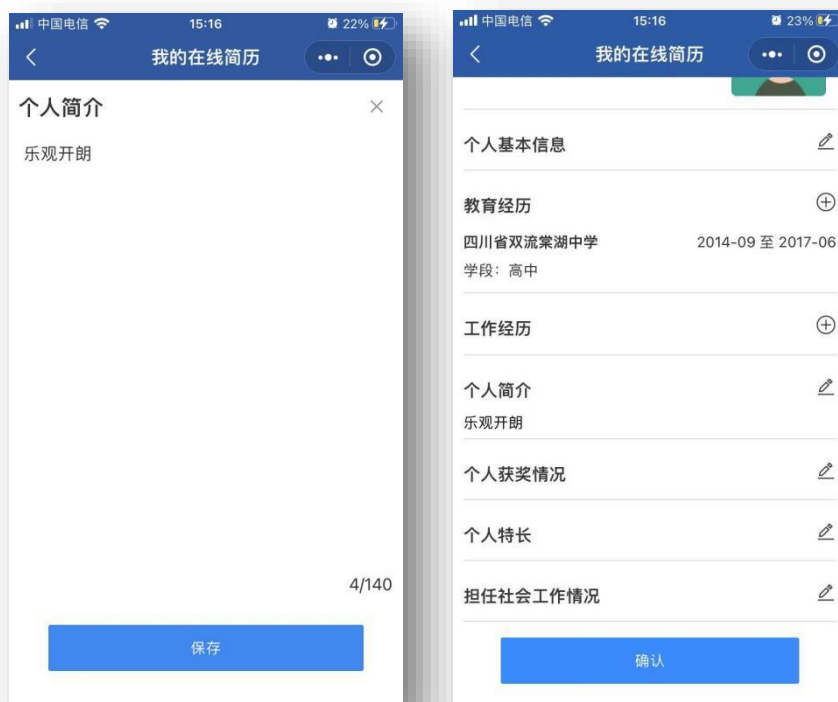 中国电信 15:16 22%
我的在线简历
个人简介
乐观开朗
4/140
保存
中国电信 15:16 23%
我的在线简历
个人基本信息
教育经历
四川省双流棠湖中学 2014-09 至 2017-06
学段：高中
工作经历
个人简介
乐观开朗
个人获奖情况
个人特长
担任社会工作情况
确认